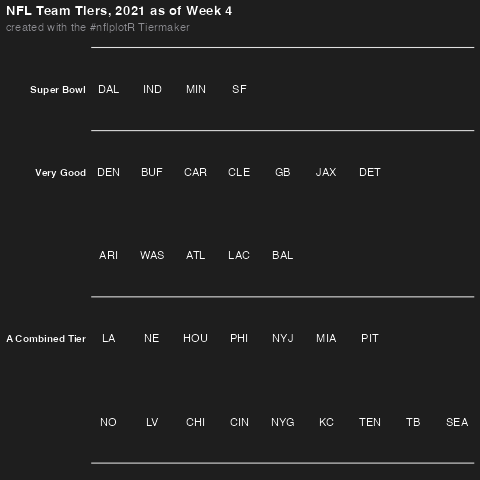 NFL Team Tiers, 2021 as of Week 4
created with the #nflplotR Tiermaker
Super Bowl DAL IND MIN SF
Very Good DEN BUF CAR CLE GB JAX DET
ARI WAS ATL LAC BAL
A Combined Tier LA NE HOU PHI NYJ MIA PIT
NO LV CHI CIN NYG KC TEN TB SEA